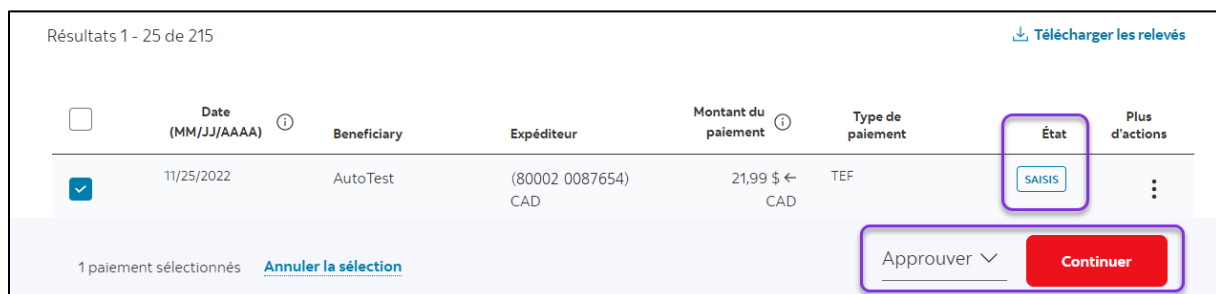 Résultats 1 - 25 de 215
Télécharger les relevés
Date
(MM/JJ/AAAA)
Beneficiary
Expéditeur
Montant du
paiement
Type de
paiement
État
Plus
d'actions
11/25/2022
AutoTest
(80002 0087654)
CAD
21,99 $ ←
CAD
TEF
SAISIS
1 paiement sélectionnés
Annuler la sélection
Approuver
Continuer